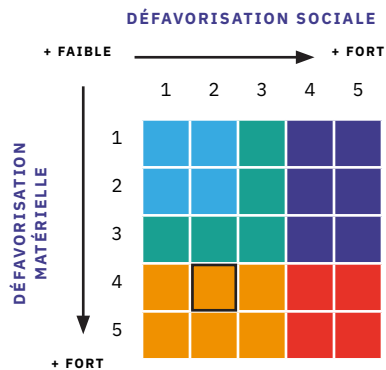 DÉFAVORISATION SOCIALE
+ FAIBLE
+ FORT
1 2 3 4 5
DÉFAVORISATION
MATÉRIELLE
1
2
3
4
5
+ FORT